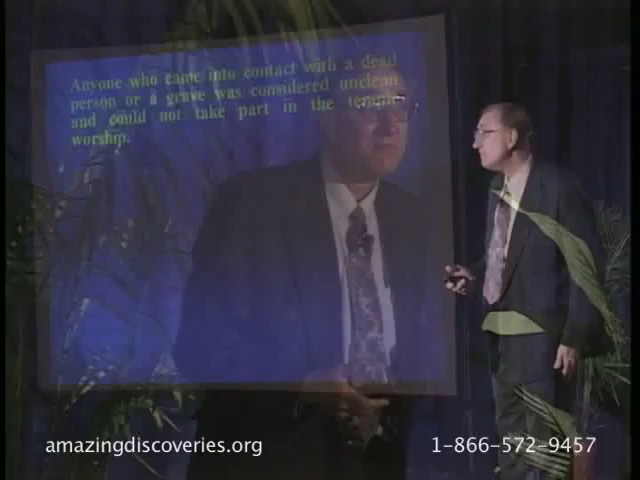 Anyone who came into contact with a dead
person or a grave was considered unclean
and could not take part in the temple
worship.
amazingdiscoveries.org
1-866-572-9457